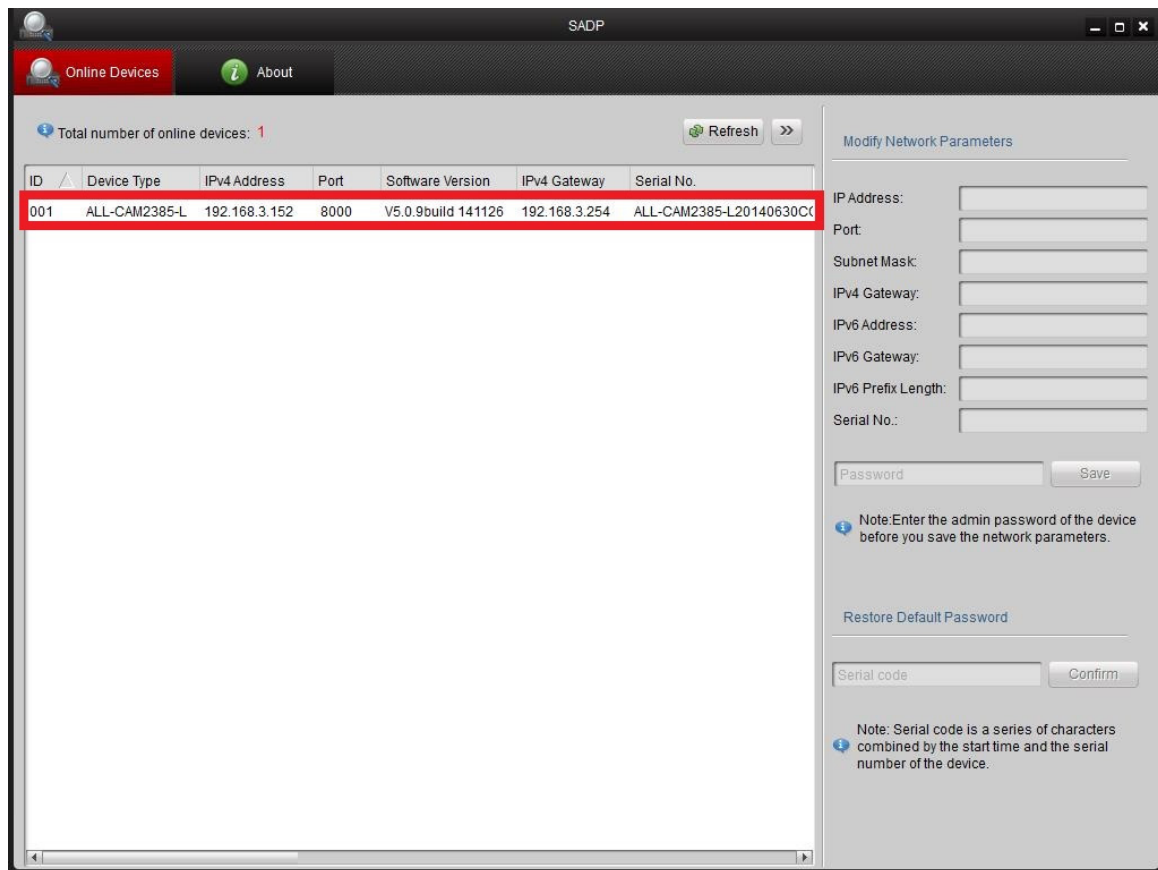 SADP
Online Devices
About
Total number of online devices: 1
Refresh
ID Device Type IPv4 Address Port Software Version IPv4 Gateway Serial No.
001 ALL-CAM2385-L 192.168.3.152 8000 V5.0.9build 141126 192.168.3.254 ALL-CAM2385-L20140630CC
Modify Network Parameters
IP Address:
Port:
Subnet Mask:
IPv4 Gateway:
IPv6 Address:
IPv6 Gateway:
IPv6 Prefix Length:
Serial No.:
Password
Save
Note:Enter the admin password of the device
before you save the network parameters.
Restore Default Password
Serial code
Confirm
Note: Serial code is a series of characters
combined by the start time and the serial
number of the device.